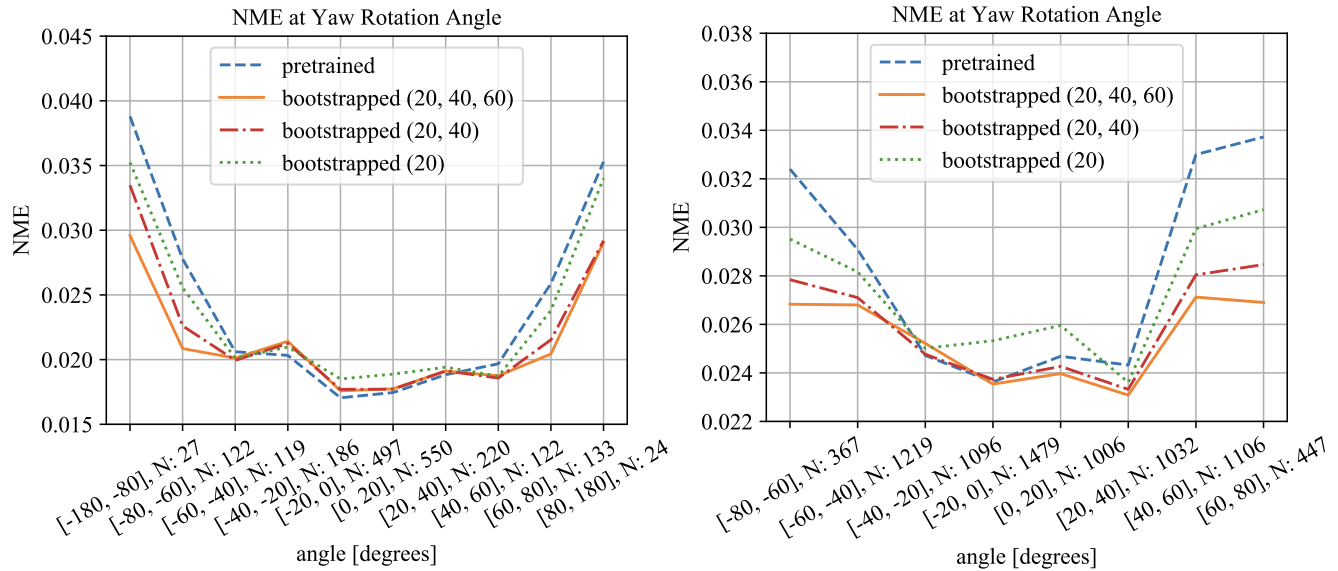 NME at Yaw Rotation Angle
0.045
0.040
0.035
0.030
0.025
0.020
0.015
NME
pretrained
bootstrapped (20, 40, 60)
bootstrapped (20, 40)
bootstrapped (20)
[-180, -80], N: 27
[-80, -60], N: 122
[-60, -40], N: 119
[-40, -20], N: 186
[-20, 0], N: 497
[0, 20], N: 550
[20, 40], N: 220
[40, 60], N: 122
[60, 80], N: 133
[80, 180], N: 24
angle [degrees]
NME at Yaw Rotation Angle
0.038
0.036
0.034
0.032
0.030
0.028
0.026
0.024
0.022
NME
pretrained
bootstrapped (20, 40, 60)
bootstrapped (20, 40)
bootstrapped (20)
[-80, -60], N: 367
[-60, -40], N: 1219
[-40, -20], N: 1096
[-20, 0], N: 1479
[0, 20], N: 1006
[20, 40], N: 1032
[40, 60], N: 1106
[60, 80], N: 447
angle [degrees]